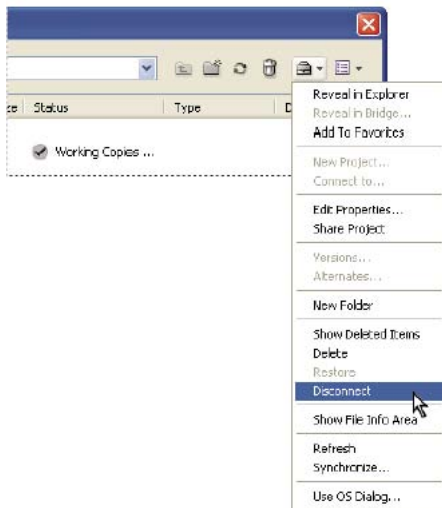 ze Status Type D
Working Copies ...
Reveal in Explorer
Reveal in Bridge...
Add To Favorites
New Project...
Connect to...
Edit Properties...
Share Project
Versions...
Alternates...
New Folder
Show Deleted Items
Delete
Restore
Disconnect
Show File Info Area
Refresh
Synchronize...
Use OS Dialog...